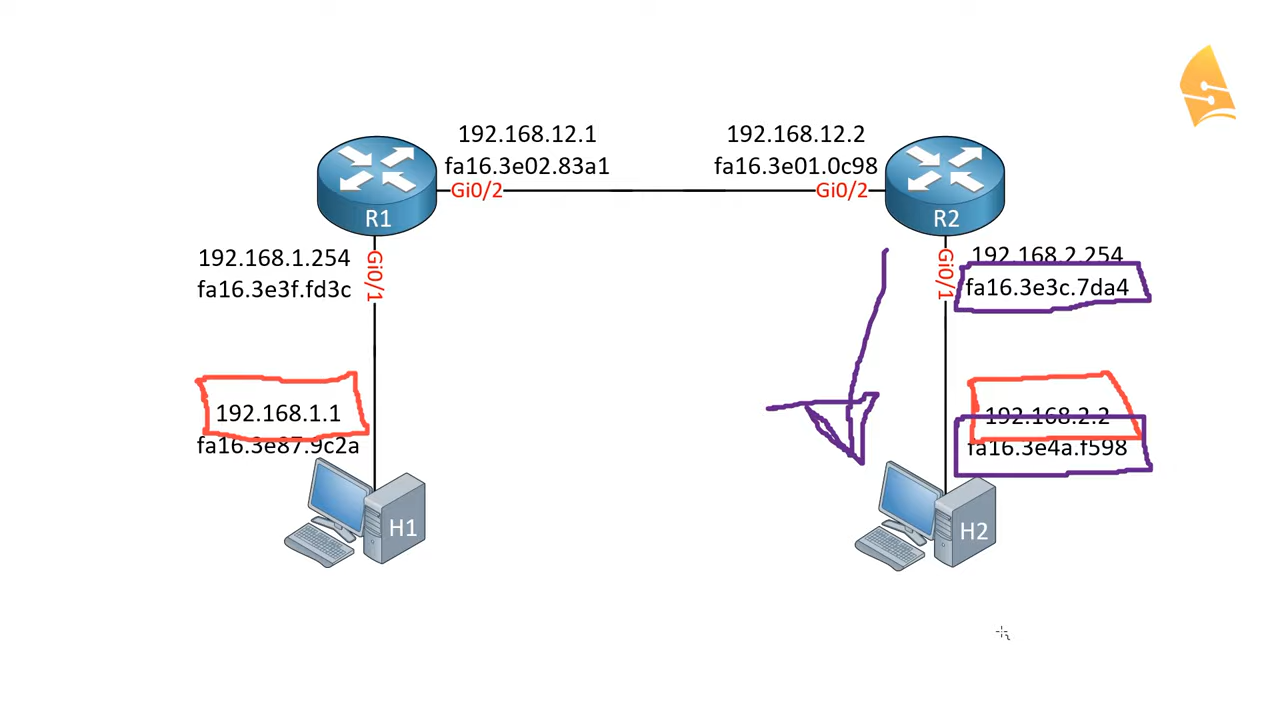 192.168.12.1
fa16.3e02.83a1
Gi0/2
192.168.12.2
fa16.3e01.0c98
Gi0/2
R1
R2
192.168.1.254
fa16.3e3f.fd3c
Gi0/1
Gi0/1
192.168.2.254
fa16.3e3c.7da4
192.168.1.1
fa16.3e87.9c2a
192.168.2.2
fa16.3e4a.f598
H1
H2